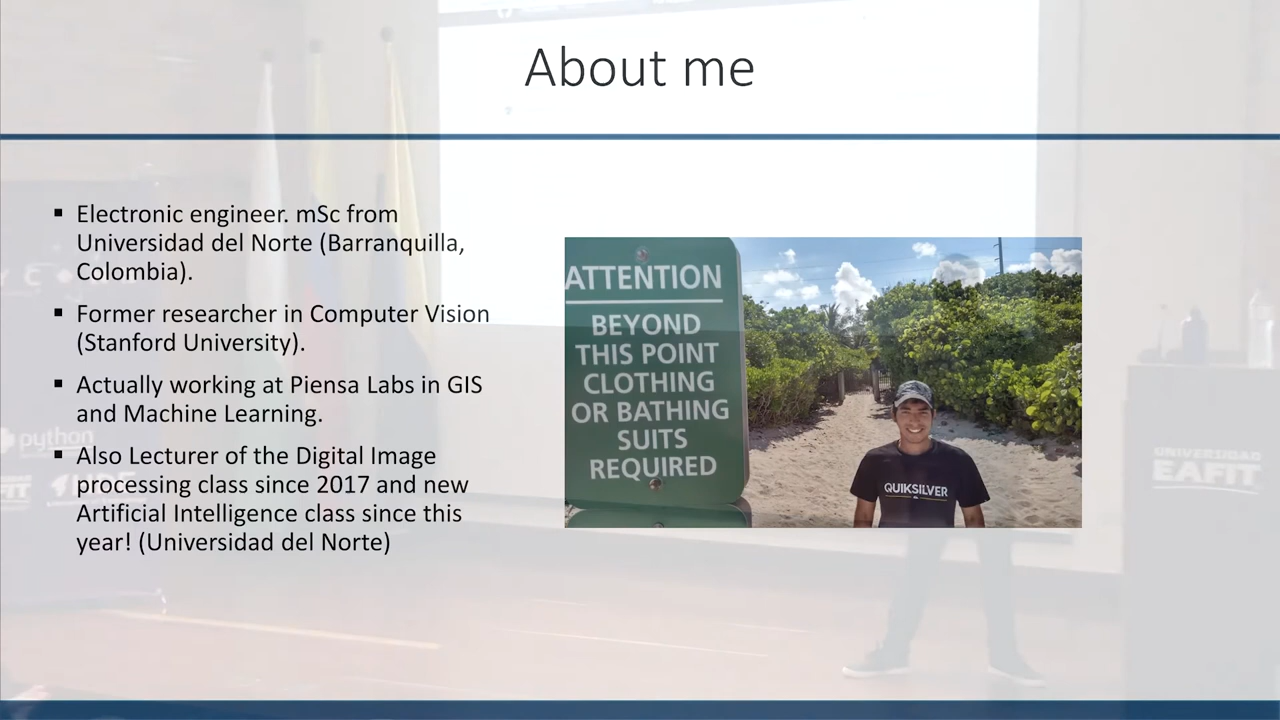 About me
▪ Electronic engineer. mSc from
Universidad del Norte (Barranquilla,
Colombia).
▪ Former researcher in Computer Vision
(Stanford University).
▪ Actually working at Piensa Labs in GIS
and Machine Learning.
▪ Also Lecturer of the Digital Image
processing class since 2017 and new
Artificial Intelligence class since this
year! (Universidad del Norte)
ATTENTION
BEYOND
THIS POINT
CLOTHING
OR BATHING
SUITS
REQUIRED
QUIKSILVER
python
UNIVERSIDAD
EAFIT